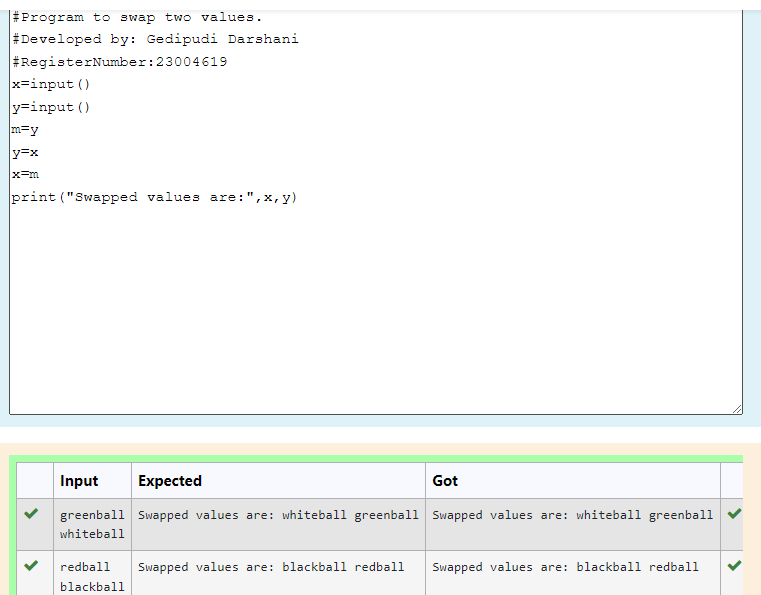 #Program to swap two values.
#Developed by: Gedipudi Darshani
#RegisterNumber:23004619
x=input()
y=input()
m=y
y=x
x=m
print("Swapped values are:",x,y)
Input Expected Got
greenball Swapped values are: whiteball greenball Swapped values are: whiteball greenball
whiteball
redball Swapped values are: blackball redball Swapped values are: blackball redball
blackball